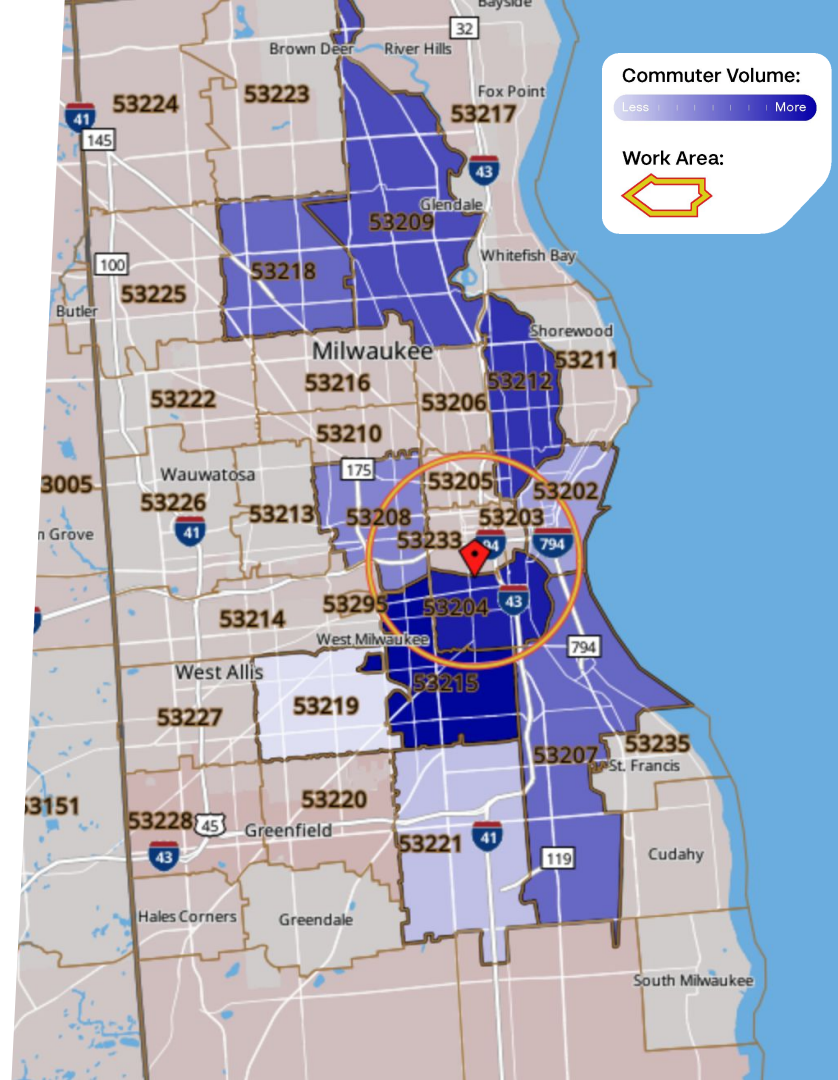 Bayside
32
Brown Deer
River Hills
Commuter Volume:
Less
More
53224
53223
Fox Point
53217
41
145
43
Work Area:
Glendale
53209
Whitefish Bay
100
53218
53225
Butler
Shorewood
Milwaukee
53211
53216
53212
53222
53206
53210
175
Wauwatosa
53205
3005
53202
53226
53213
53208
53203
n Grove
41
53233
94
794
53295
53204
43
53214
West Milwaukee
794
West Allis
53215
53219
53227
53235
53207
St. Francis
53220
53151
53228
45
Greenfield
41
53221
43
119
Cudahy
Hales Corners
Greendale
South Milwaukee